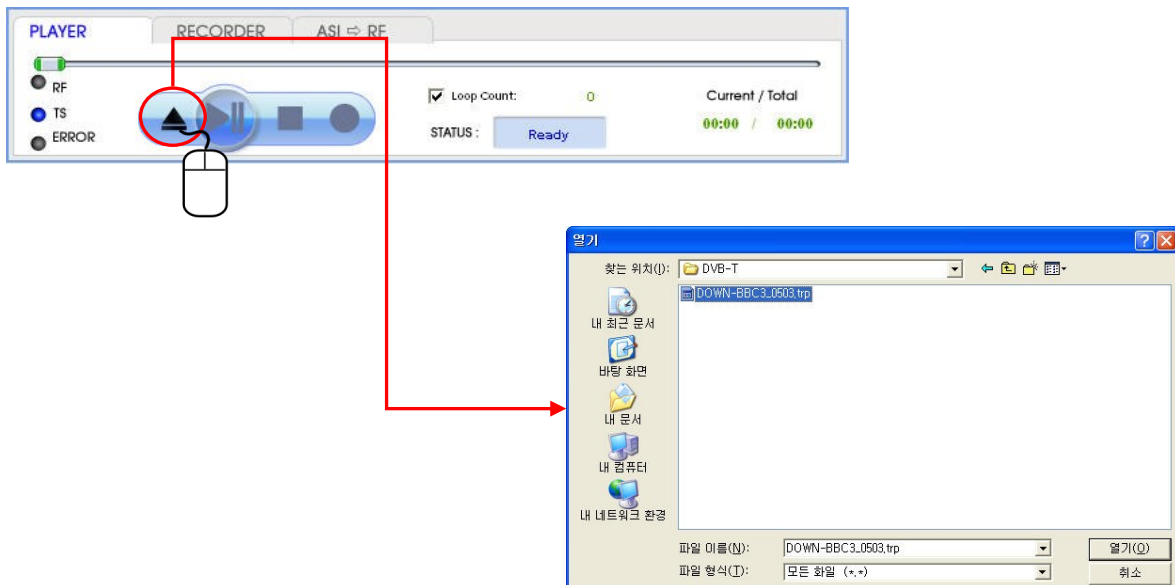 PLAYER RECORDER ASI ⇨ RF
RF
TS
ERROR
Loop Count: 0
STATUS : Ready
Current / Total
00:00 / 00:00
열기
찾는 위치(I): DVB-T
DOWN-BBC3_0503.trp
내 최근 문서
바탕 화면
내 문서
내 컴퓨터
내 네트워크 환경
파일 이름(N): DOWN-BBC3_0503.trp 열기(O)
파일 형식(T): 모든 화일 (*.*) 취소